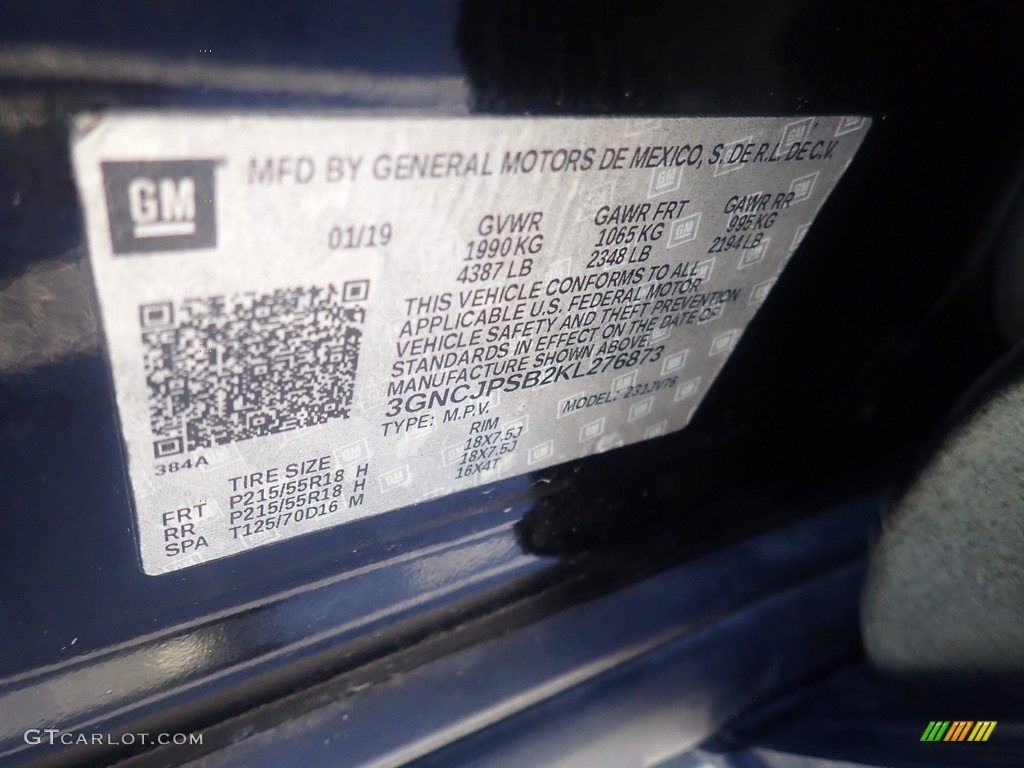 GM
MFD BY GENERAL MOTORS DE MEXICO, S. DE R.L. DE C.V.
01/19
GVWR
1990 KG
4387 LB
GAWR FRT
1065 KG
2348 LB
GAWR RR
995 KG
2194 LB
THIS VEHICLE CONFORMS TO ALL
APPLICABLE U.S. FEDERAL MOTOR
VEHICLE SAFETY AND THEFT PREVENTION
STANDARDS IN EFFECT ON THE DATE OF
MANUFACTURE SHOWN ABOVE.
3GNCJPSB2KL276873
TYPE: M.P.V.
MODEL: 231JV76
384A
TIRE SIZE RIM
FRT P215/55R18 H 18X7.5J
RR P215/55R18 H 18X7.5J
SPA T125/70D16 M 16X4T
GTCARLOT.COM